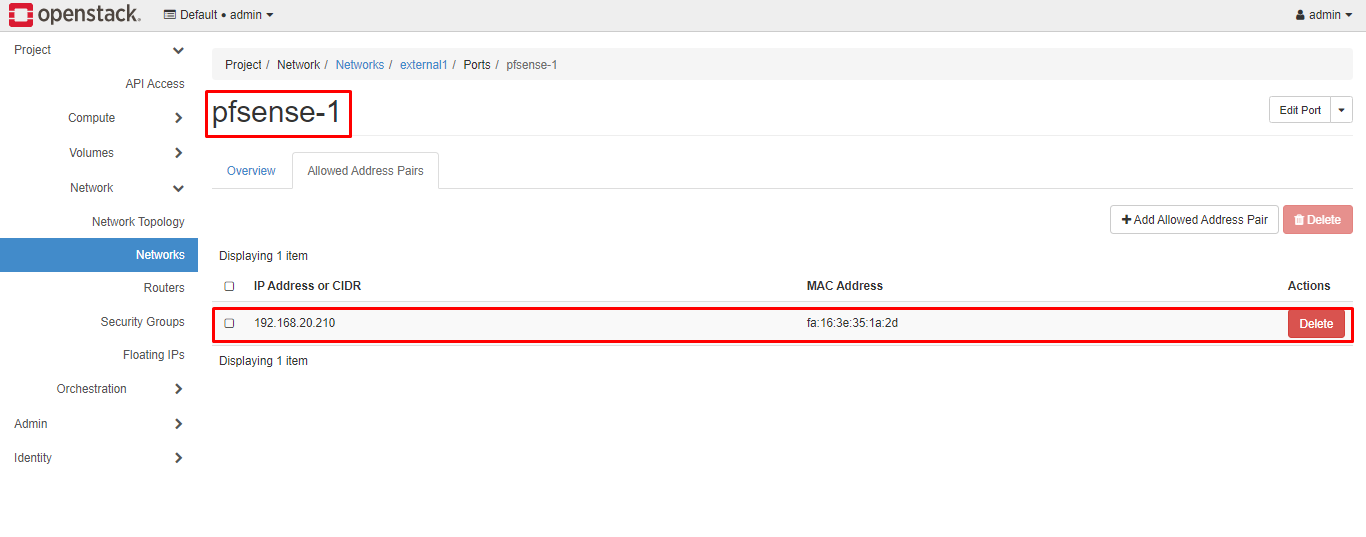 openstack. Default • admin admin
Project
API Access
Compute
Volumes
Network
Network Topology
Networks
Routers
Security Groups
Floating IPs
Orchestration
Admin
Identity
Project / Network / Networks / external1 / Ports / pfsense-1
pfsense-1
Edit Port
Overview Allowed Address Pairs
Add Allowed Address Pair Delete
Displaying 1 item
IP Address or CIDR MAC Address Actions
192.168.20.210 fa:16:3e:35:1a:2d Delete
Displaying 1 item